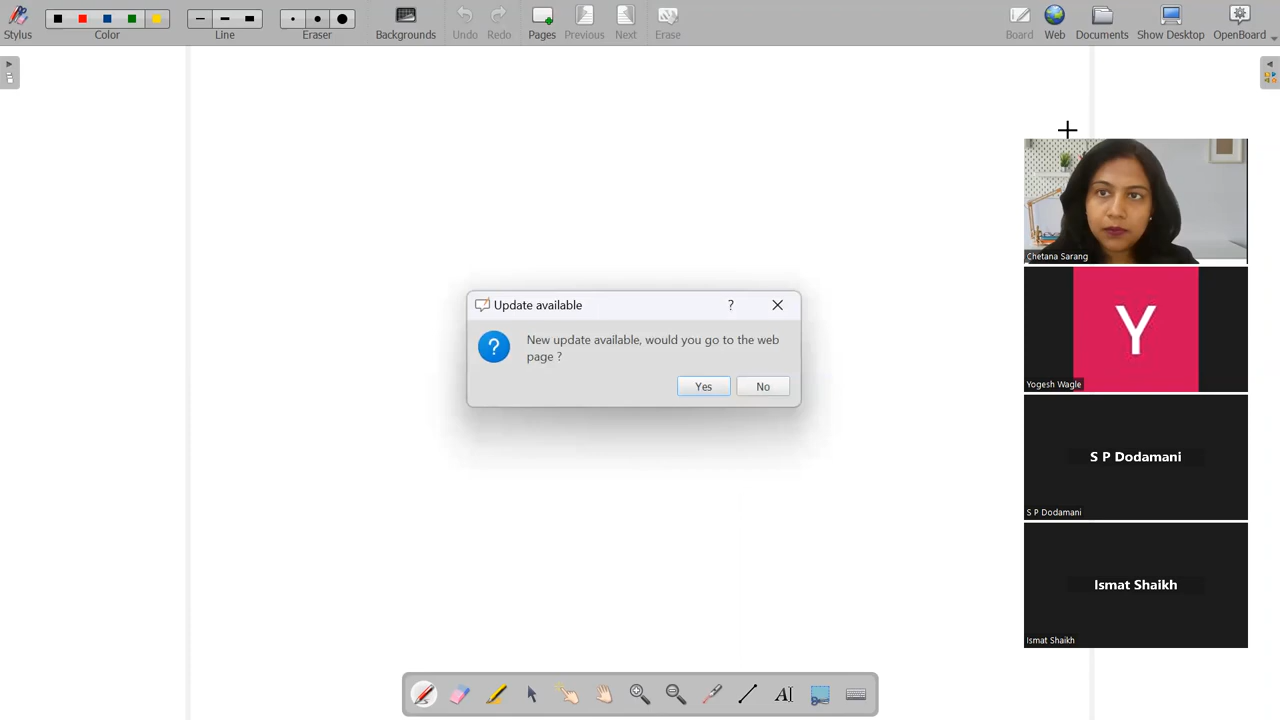 Stylus
Color
Line
Eraser
Backgrounds
Undo
Redo
Pages
Previous
Next
Erase
Board
Web
Documents
Show Desktop
OpenBoard
Update available
?
New update available, would you go to the web
page ?
Yes
No
Chetana Sarang
Y
Yogesh Wagle
S P Dodamani
S P Dodamani
Ismat Shaikh
Ismat Shaikh
AI